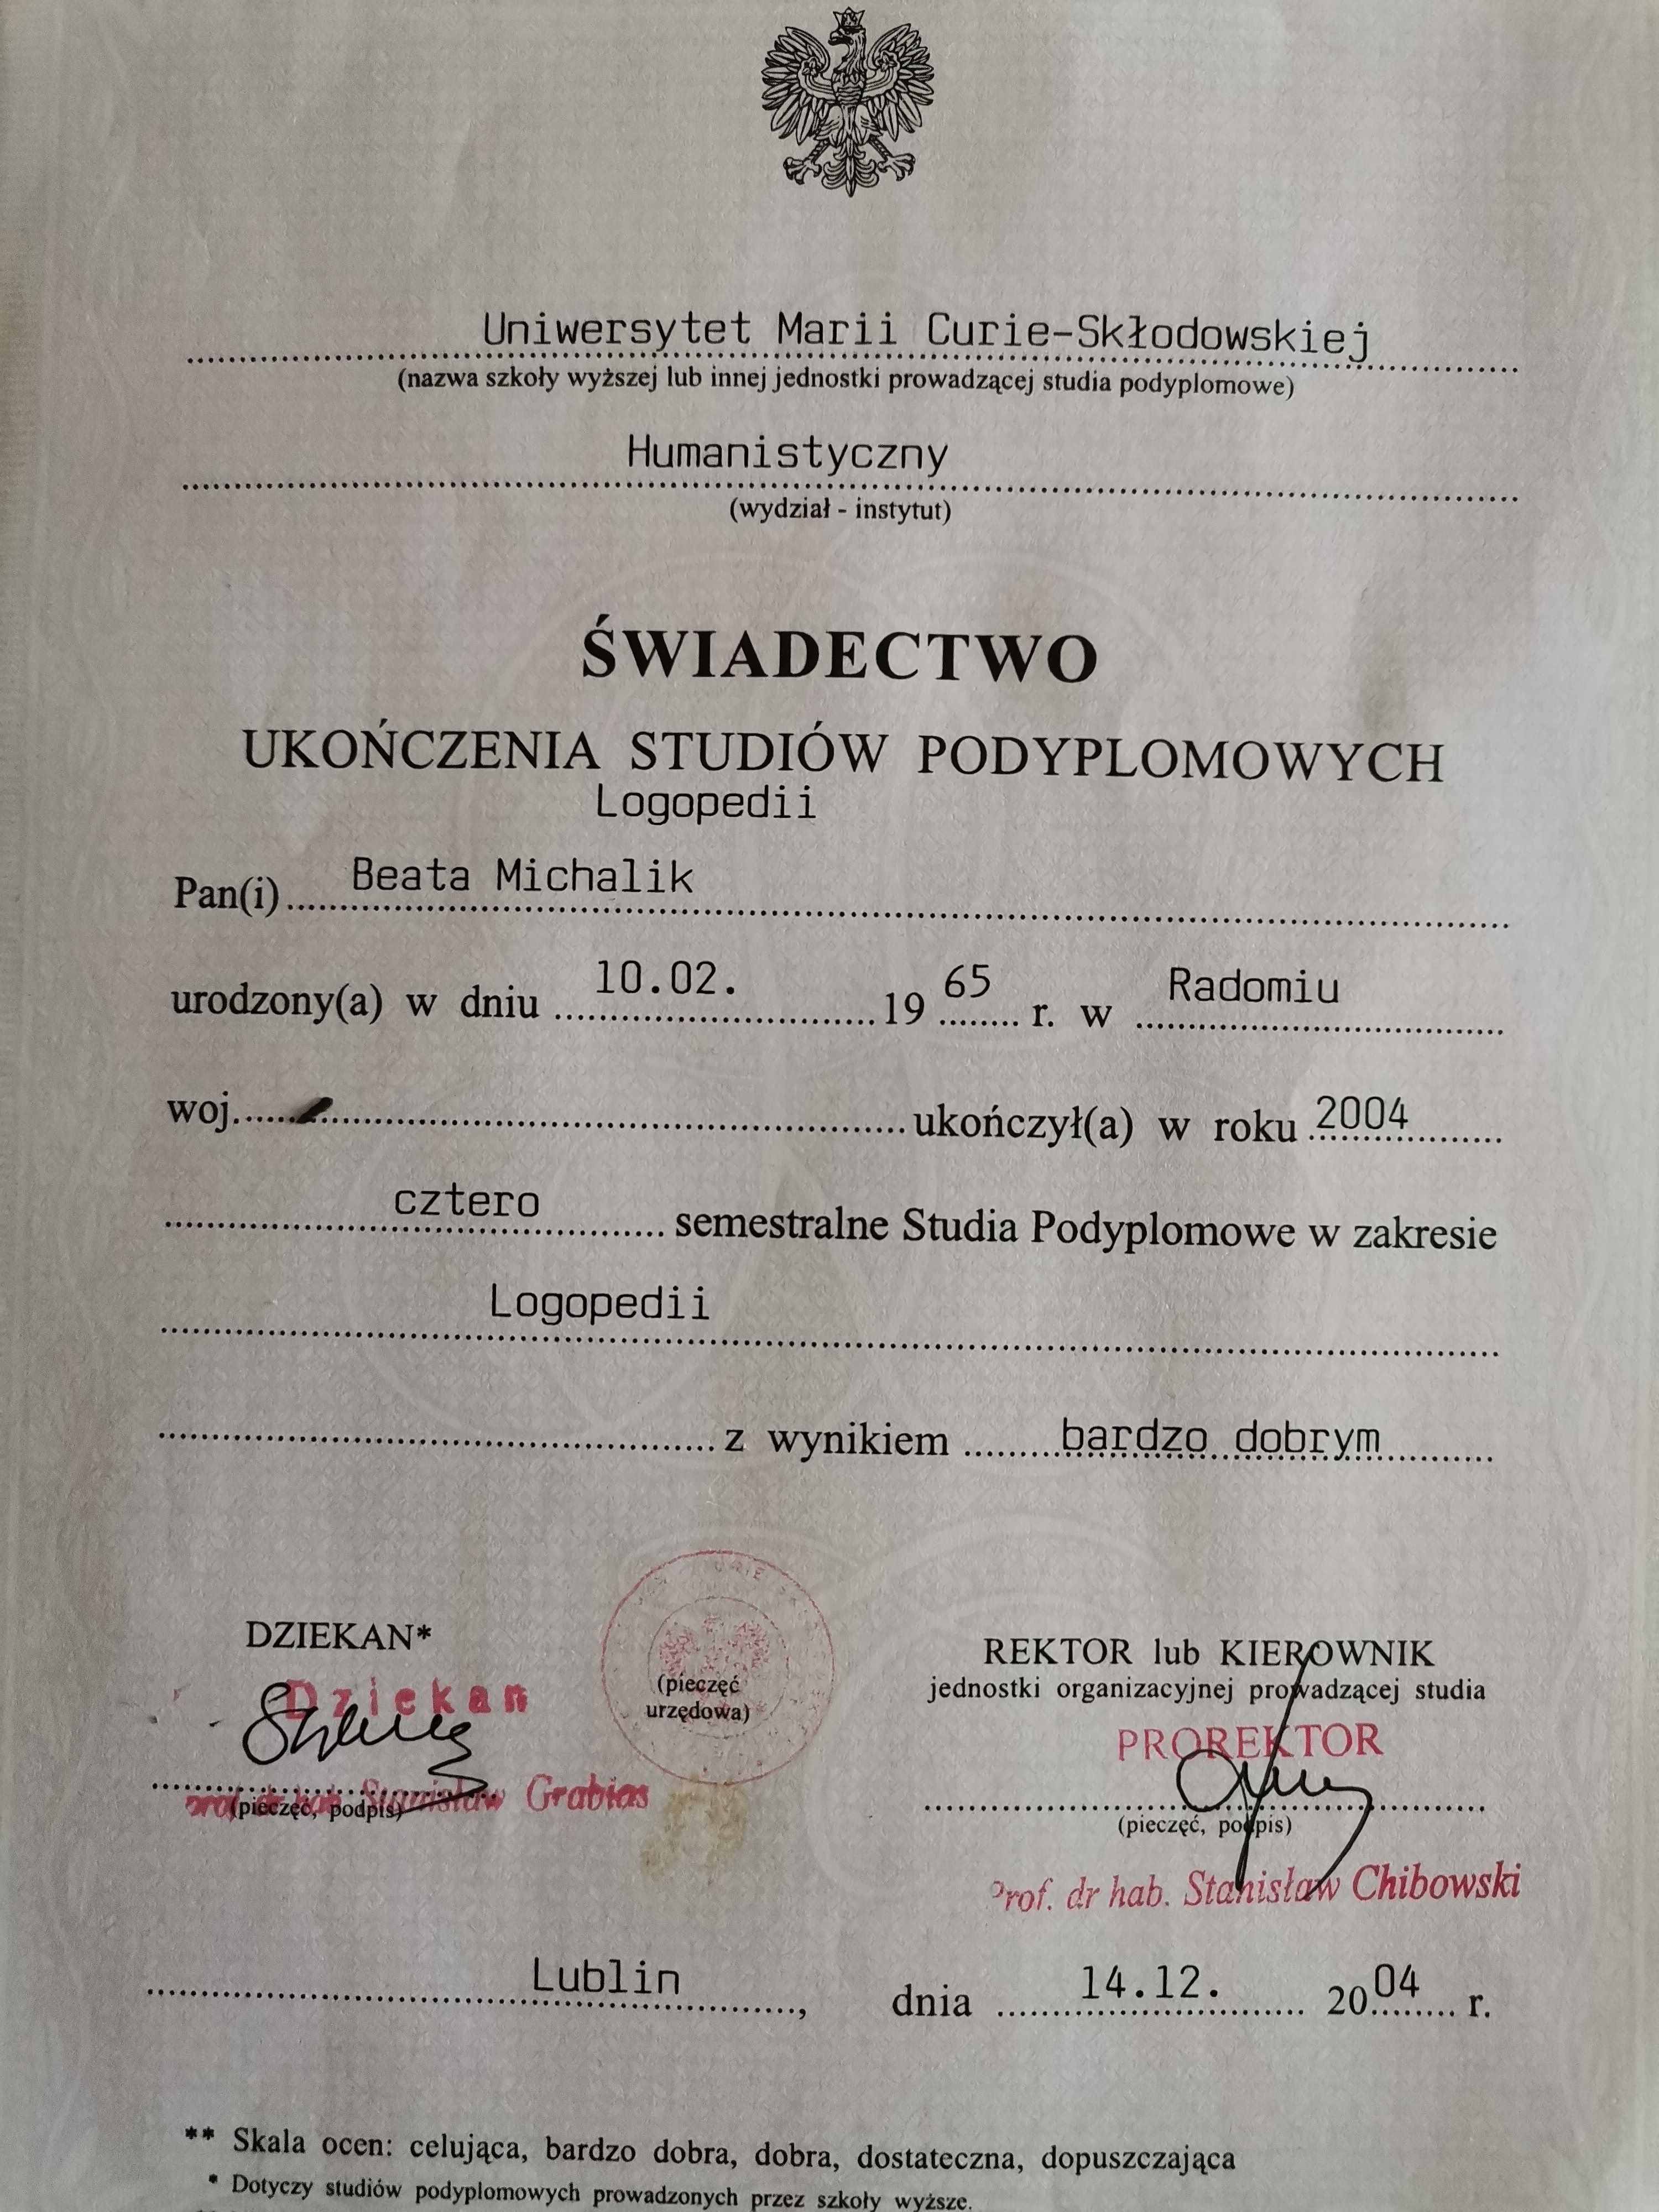 Uniwersytet Marii Curie-Skłodowskiej
(nazwa szkoły wyższej lub innej jednostki prowadzącej studia podyplomowe)
Humanistyczny
(wydział - instytut)
ŚWIADECTWO
UKOŃCZENIA STUDIÓW PODYPLOMOWYCH
Logopedii
Pan(i) Beata Michalik
urodzony(a) w dniu 10.02. 19 65 r. w Radomiu
woj. ukończył(a) w roku 2004
cztero semestralne Studia Podyplomowe w zakresie
Logopedii
z wynikiem bardzo dobrym
DZIEKAN*
Dziekan
prof. dr hab. Stanisław Grabias
(pieczęć, podpis)
(pieczęć
urzędowa)
REKTOR lub KIEROWNIK
jednostki organizacyjnej prowadzącej studia
PROREKTOR
(pieczęć, podpis)
Prof. dr hab. Stanisław Chibowski
Lublin, dnia 14.12. 2004 r.
** Skala ocen: celująca, bardzo dobra, dobra, dostateczna, dopuszczająca
* Dotyczy studiów podyplomowych prowadzonych przez szkoły wyższe.